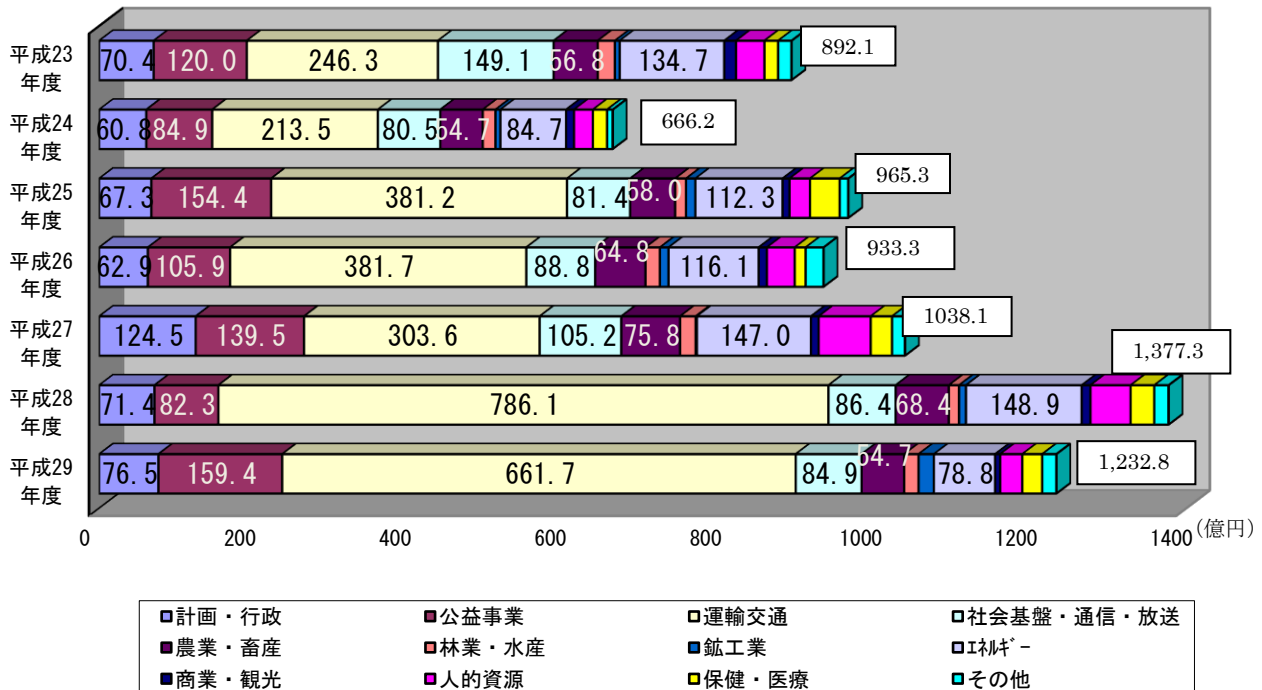 平成23
年度
70.4 120.0 246.3 149.1 56.8 134.7 892.1
平成24
年度
60.8 84.9 213.5 80.5 54.7 84.7 666.2
平成25
年度
67.3 154.4 381.2 81.4 58.0 112.3 965.3
平成26
年度
62.9 105.9 381.7 88.8 64.8 116.1 933.3
平成27
年度
124.5 139.5 303.6 105.2 75.8 147.0 1038.1
平成28
年度
71.4 82.3 786.1 86.4 68.4 148.9 1,377.3
平成29
年度
76.5 159.4 661.7 84.9 54.7 78.8 1,232.8
0 200 400 600 800 1000 1200 1400 (億円)
計画・行政 公益事業 運輸交通 社会基盤・通信・放送
農業・畜産 林業・水産 鉱工業 ｴﾈﾙｷﾞｰ
商業・観光 人的資源 保健・医療 その他